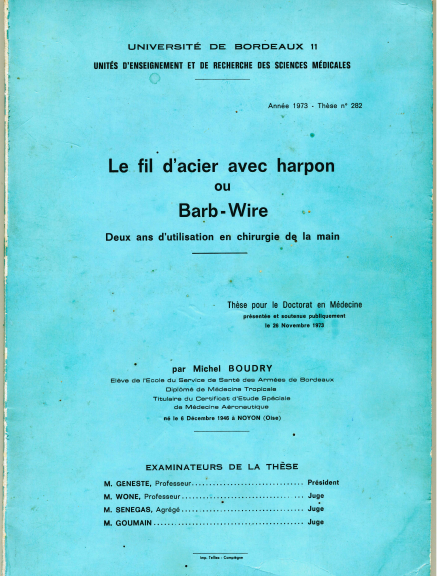 UNIVERSITÉ DE BORDEAUX 11
UNITÉS D'ENSEIGNEMENT ET DE RECHERCHE DES SCIENCES MÉDICALES
Année 1973 - Thèse n° 282
Le fil d'acier avec harpon
ou
Barb-Wire
Deux ans d'utilisation en chirurgie de la main
Thèse pour le Doctorat en Médecine
présentée et soutenue publiquement
le 26 Novembre 1973
par Michel BOUDRY
Elève de l'Ecole du Service de Santé des Armées de Bordeaux
Diplômé de Médecine Tropicale
Titulaire du Certificat d'Etude Spéciale
de Médecine Aéronautique
né le 6 Décembre 1946 à NOYON (Oise)
EXAMINATEURS DE LA THÈSE
M. GENESTE, Professeur.............................. Président
M. WONE, Professeur................................. ... Juge
M. SENEGAS, Agrégé................................. Juge
M. GOUMAIN......................................... Juge
Imp. Telliez - Compiègne